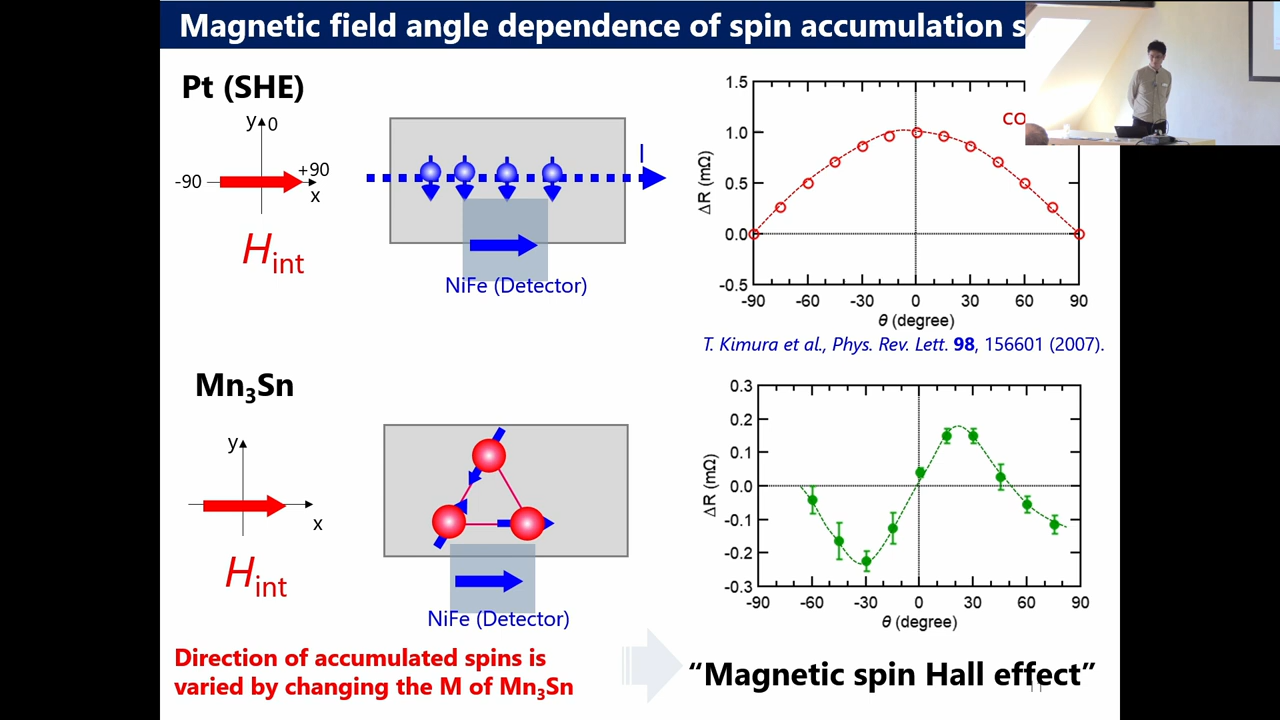 Magnetic field angle dependence of spin accumulation s
Pt (SHE)
y 0
-90
+90
x
Hint
I
NiFe (Detector)
1.5
1.0
0.5
0.0
-0.5
ΔR (mΩ)
co
-90 -60 -30 0 30 60 90
θ (degree)
T. Kimura et al., Phys. Rev. Lett. 98, 156601 (2007).
Mn3Sn
y
x
Hint
NiFe (Detector)
0.3
0.2
0.1
0.0
-0.1
-0.2
-0.3
ΔR (mΩ)
-90 -60 -30 0 30 60 90
θ (degree)
Direction of accumulated spins is
varied by changing the M of Mn3Sn
“Magnetic spin Hall effect”
11